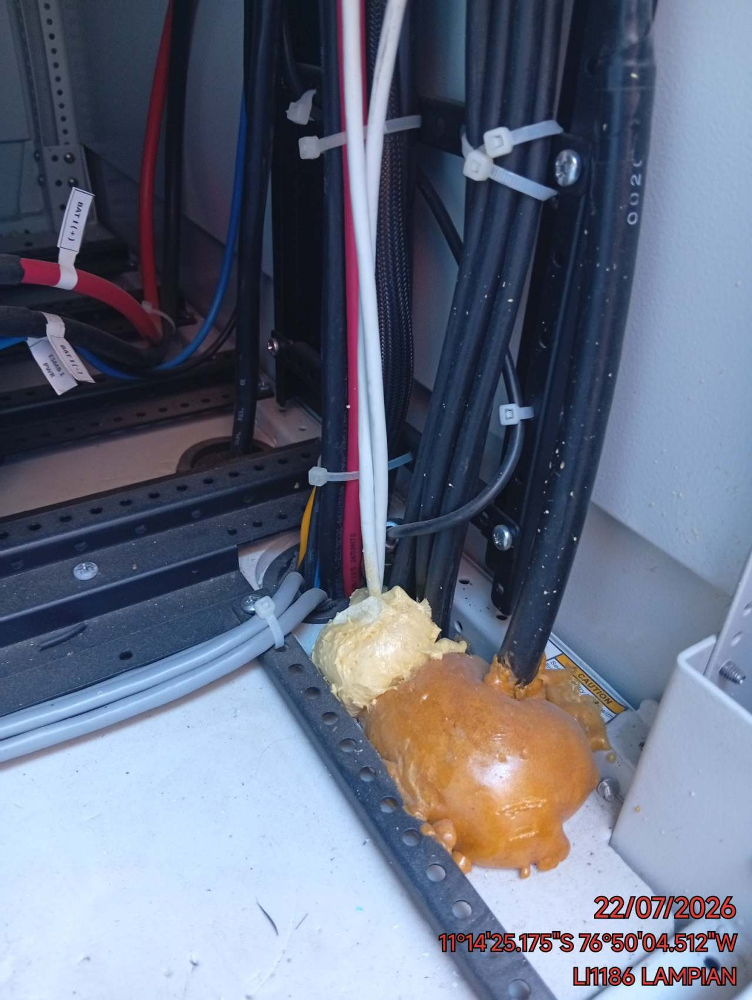 002
BAT 1 (+)
BAT 1 (-)
ESMB 1
PWR
CAUTION
22/07/2026
11°14'25.175"S 76°50'04.512"W
LI1186 LAMPIAN